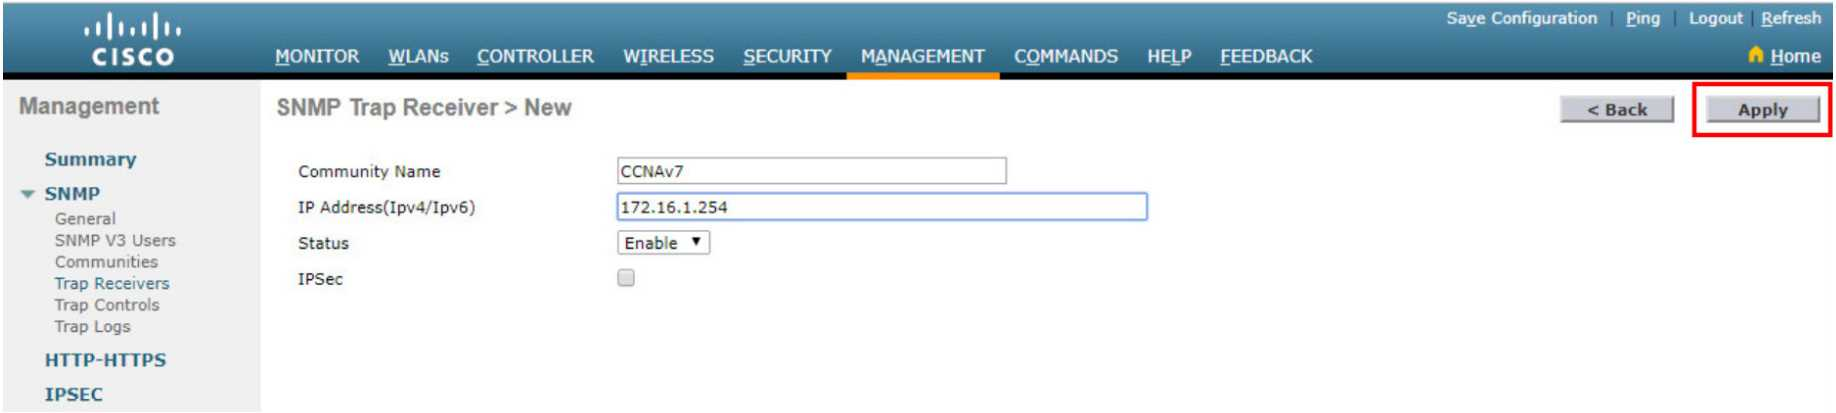 Save Configuration | Ping | Logout | Refresh
CISCO MONITOR WLANs CONTROLLER WIRELESS SECURITY MANAGEMENT COMMANDS HELP FEEDBACK Home
Management SNMP Trap Receiver > New < Back Apply
Summary
Community Name CCNAv7
SNMP
IP Address(Ipv4/Ipv6) 172.16.1.254
General
SNMP V3 Users Status Enable
Communities
Trap Receivers IPSec
Trap Controls
Trap Logs
HTTP-HTTPS
IPSEC